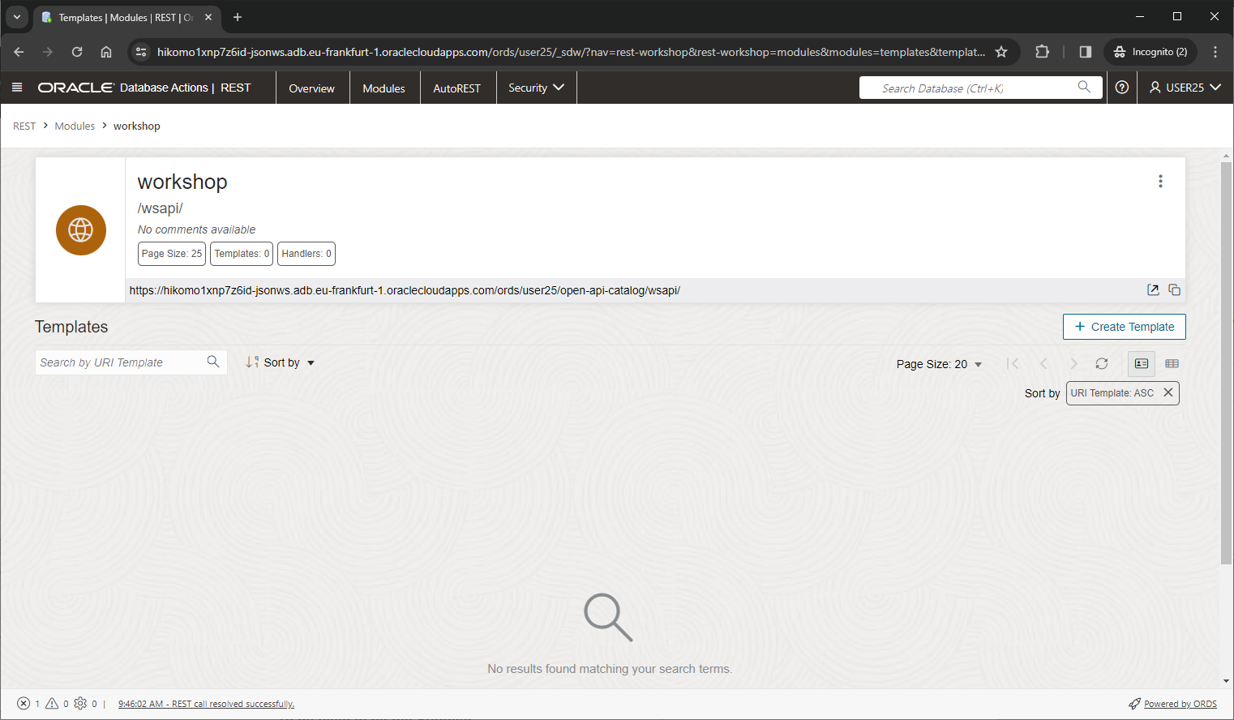 Templates | Modules | REST | Or
hikomo1xnp7z6id-jsonws.adb.eu-frankfurt-1.oraclecloudapps.com/ords/user25/_sdw/?nav=rest-workshop&rest-workshop=modules&modules=templates&templat...
Incognito (2)
ORACLE Database Actions | REST
Overview
Modules
AutoREST
Security
Search Database (Ctrl+K)
USER25
REST > Modules > workshop
workshop
/wsapi/
No comments available
Page Size: 25
Templates: 0
Handlers: 0
https://hikomo1xnp7z6id-jsonws.adb.eu-frankfurt-1.oraclecloudapps.com/ords/user25/open-api-catalog/wsapi/
Templates
+ Create Template
Search by URI Template
Sort by
Page Size: 20
Sort by
URI Template: ASC
No results found matching your search terms.
1
0
0 |
9:46:02 AM - REST call resolved successfully.
Powered by ORDS